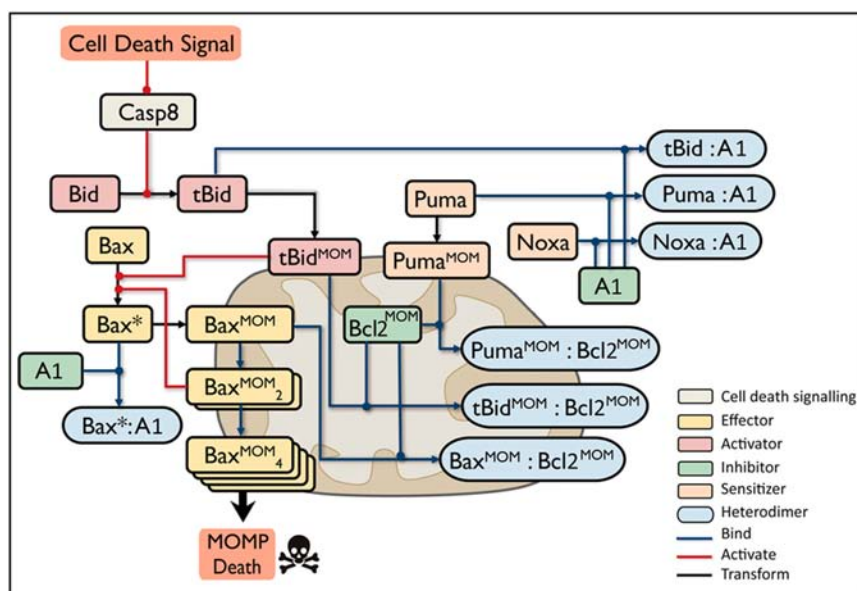 Cell Death Signal
Casp8
Bid
tBid
tBid : A1
Puma
Puma : A1
Noxa
Noxa : A1
A1
Bax
tBidMOM
PumaMOM
Bax*
BaxMOM
Bcl2MOM
PumaMOM : Bcl2MOM
A1
BaxMOM2
tBidMOM : Bcl2MOM
Bax*:A1
BaxMOM4
BaxMOM : Bcl2MOM
MOMP
Death
Cell death signalling
Effector
Activator
Inhibitor
Sensitizer
Heterodimer
Bind
Activate
Transform